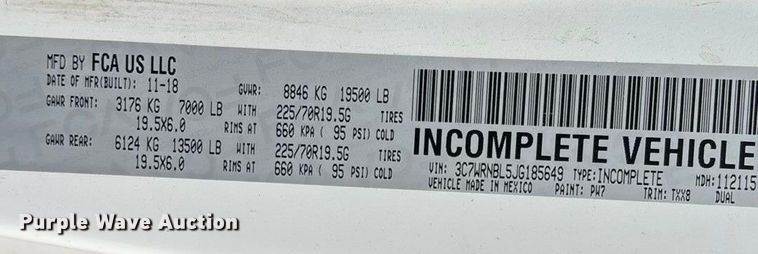 MFD BY FCA US LLC
DATE OF MFR(BUILT): 11-18 GVWR: 8846 KG 19500 LB
GAWR FRONT: 3176 KG 7000 LB WITH 225/70R19.5G TIRES
19.5X6.0 RIMS AT 660 KPA ( 95 PSI) COLD
GAWR REAR: 6124 KG 13500 LB WITH 225/70R19.5G TIRES
19.5X6.0 RIMS AT 660 KPA ( 95 PSI) COLD
INCOMPLETE VEHICLE
VIN: 3C7WRNBL5JG185649 TYPE: INCOMPLETE MDH: 112115
VEHICLE MADE IN MEXICO PAINT: PW7 TRIM: TXX8 DUAL
Purple Wave Auction